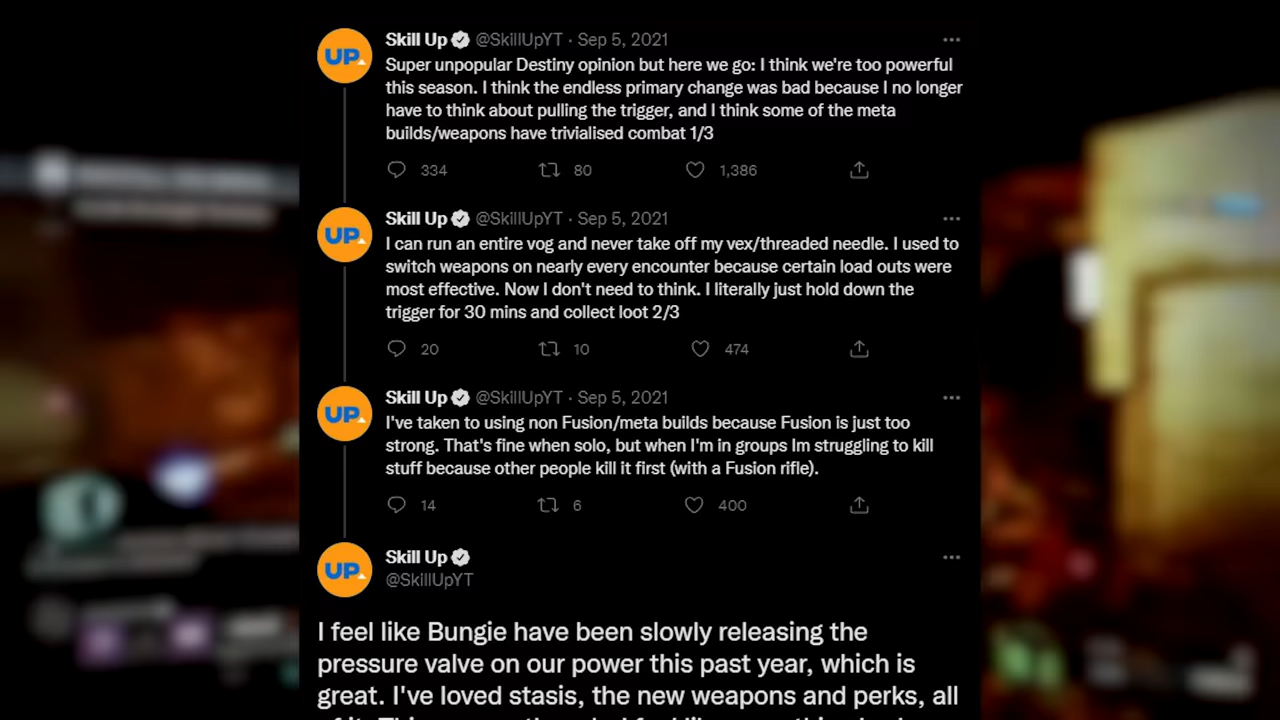 UP
Skill Up @SkillUpYT · Sep 5, 2021
Super unpopular Destiny opinion but here we go: I think we're too powerful
this season. I think the endless primary change was bad because I no longer
have to think about pulling the trigger, and I think some of the meta
builds/weapons have trivialised combat 1/3
334 80 1,386
UP
Skill Up @SkillUpYT · Sep 5, 2021
I can run an entire vog and never take off my vex/threaded needle. I used to
switch weapons on nearly every encounter because certain load outs were
most effective. Now I don't need to think. I literally just hold down the
trigger for 30 mins and collect loot 2/3
20 10 474
UP
Skill Up @SkillUpYT · Sep 5, 2021
I've taken to using non Fusion/meta builds because Fusion is just too
strong. That's fine when solo, but when I'm in groups Im struggling to kill
stuff because other people kill it first (with a Fusion rifle).
14 6 400
UP
Skill Up
@SkillUpYT
I feel like Bungie have been slowly releasing the
pressure valve on our power this past year, which is
great. I've loved stasis, the new weapons and perks, all